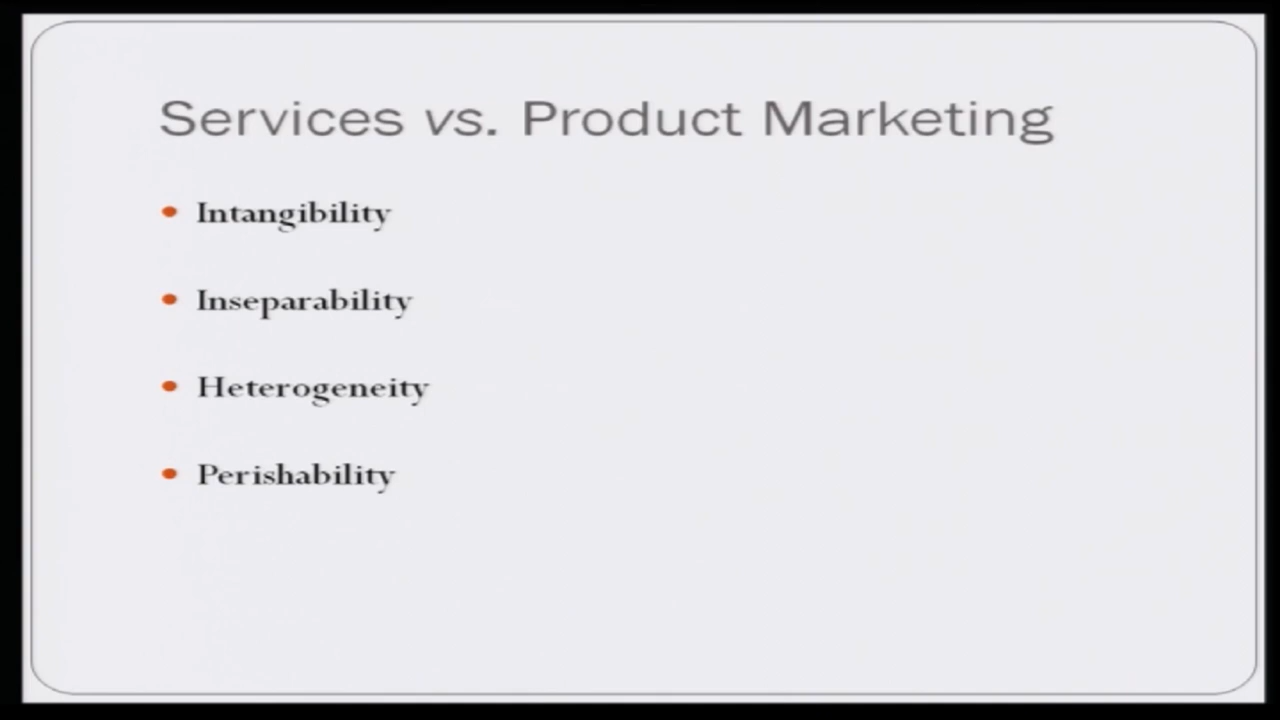 Services vs. Product Marketing
• Intangibility
• Inseparability
• Heterogeneity
• Perishability